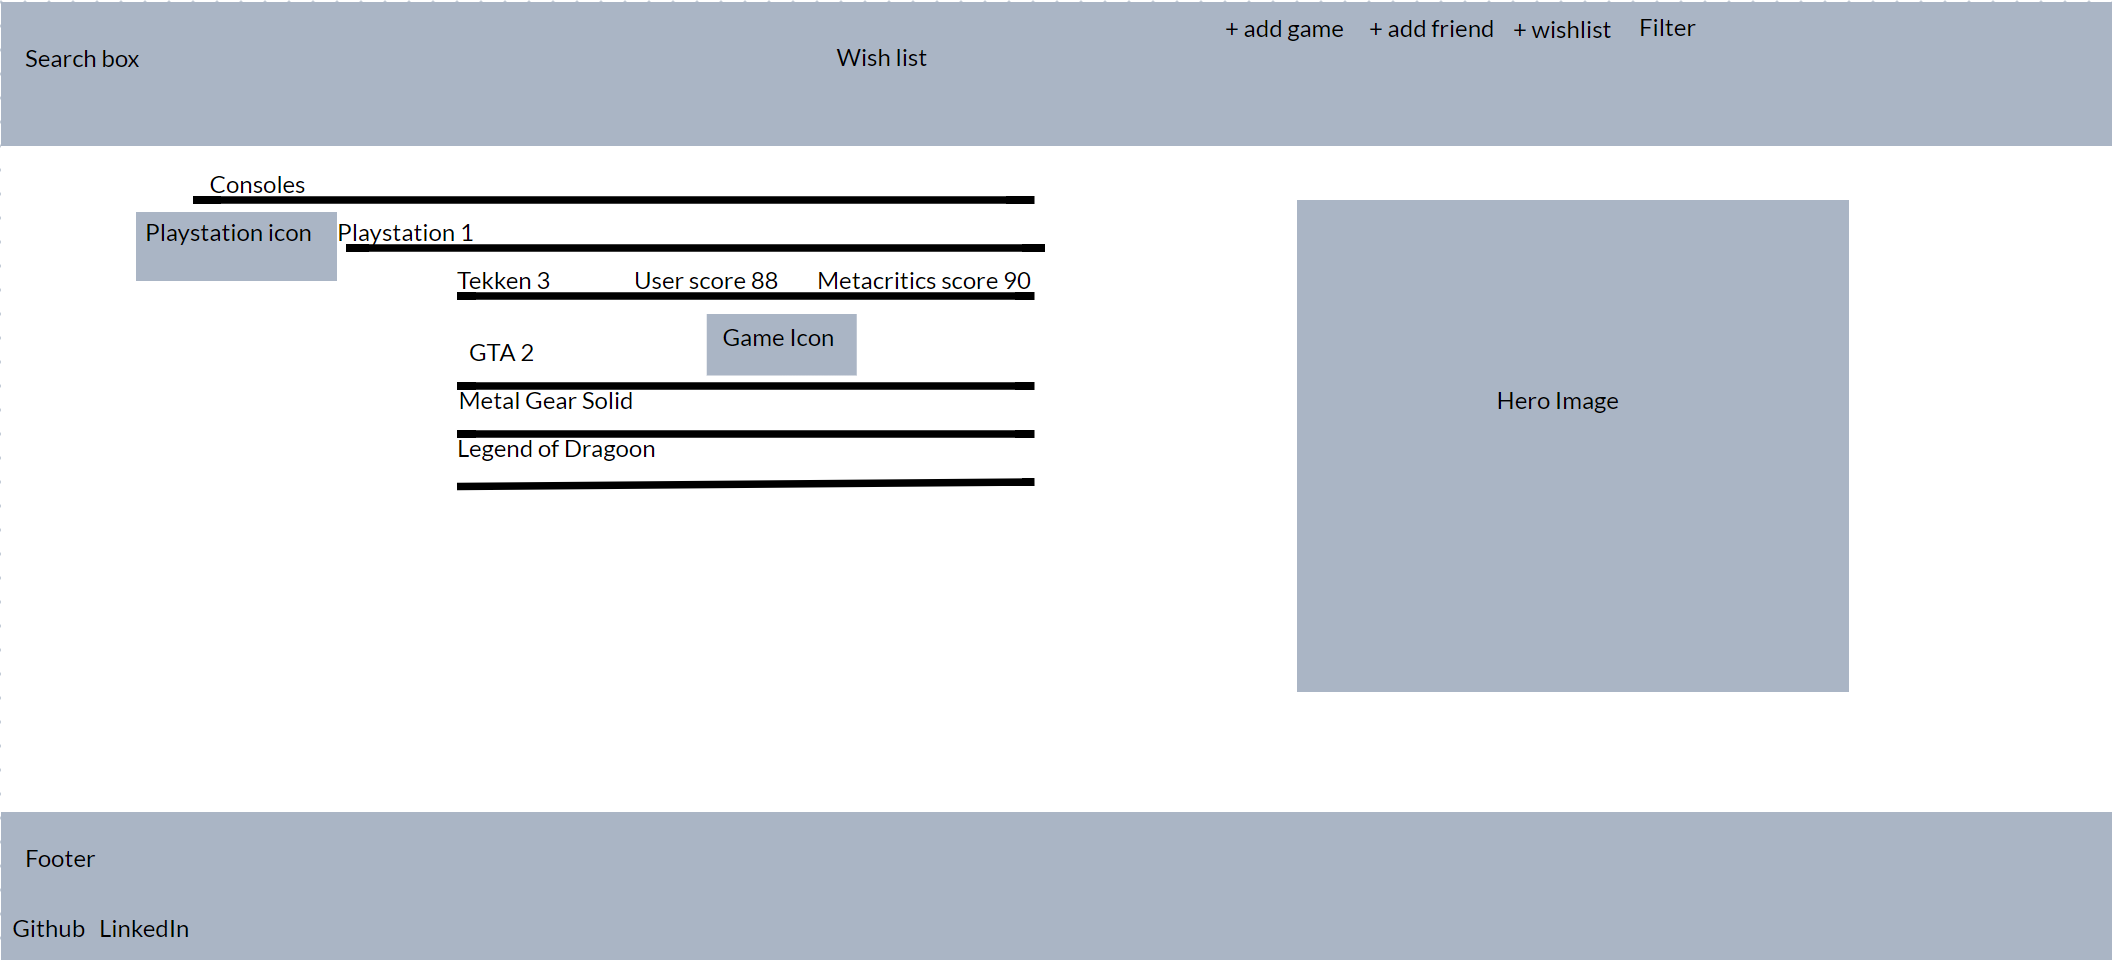 + add game + add friend + wishlist Filter
Search box Wish list
Consoles
Playstation icon Playstation 1
Tekken 3 User score 88 Metacritics score 90
Game Icon
GTA 2
Metal Gear Solid
Hero Image
Legend of Dragoon
Footer
Github LinkedIn